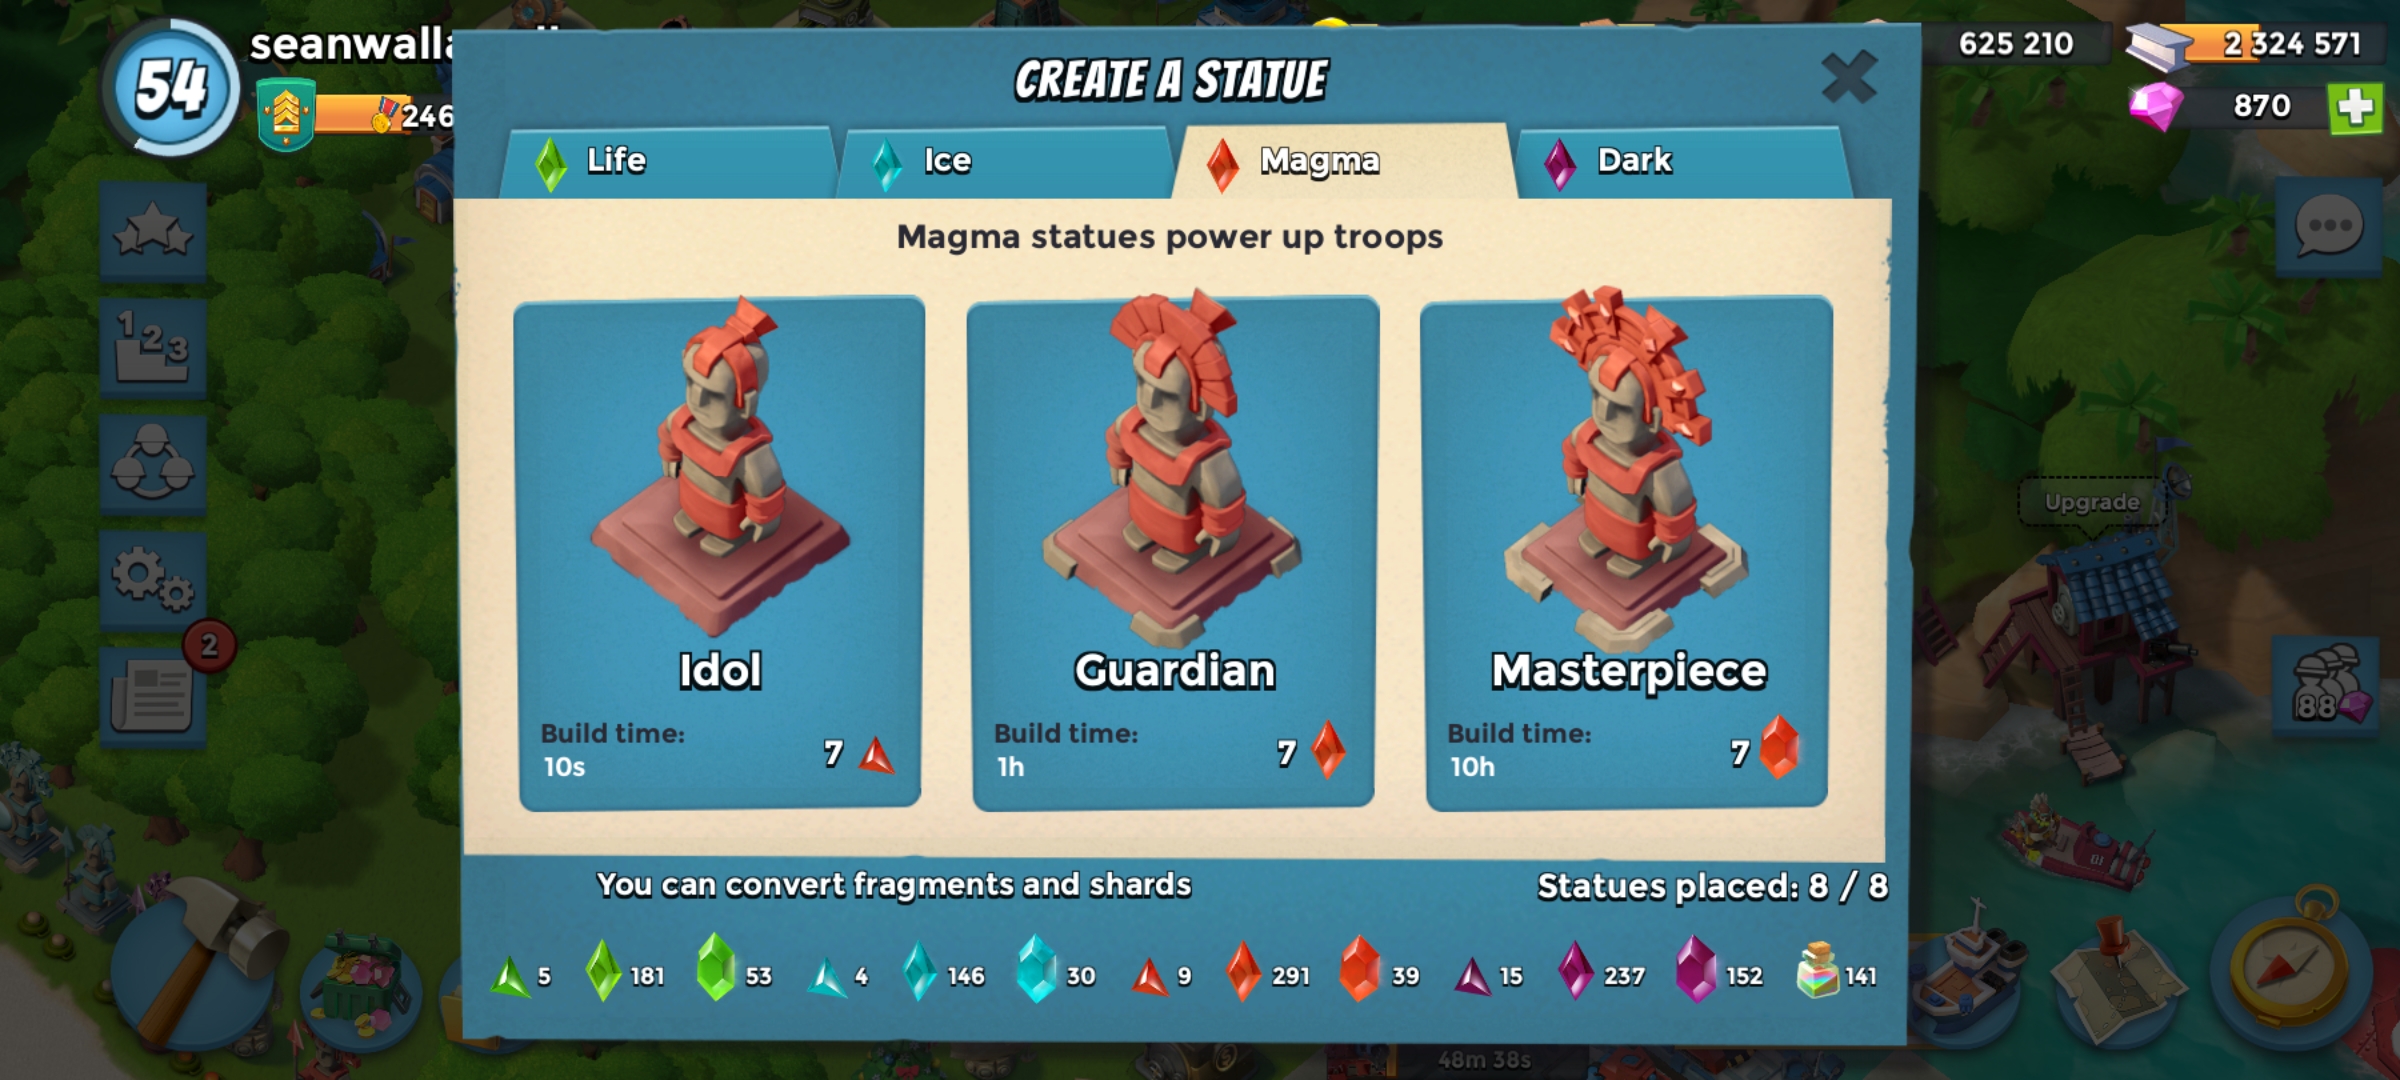 54
625 210
2 324 571
CREATE A STATUE
246
870
Life
Ice
Magma
Dark
Magma statues power up troops
1 2 3
Upgrade
2
Idol
Guardian
Masterpiece
Build time:
10s
7
Build time:
1h
7
Build time:
10h
7
88
You can convert fragments and shards
Statues placed: 8 / 8
5
181
53
4
146
30
9
291
39
15
237
152
141
48m 38s